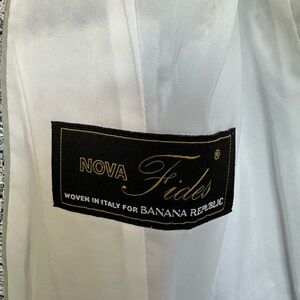 NOVA Fides®
WOVEN IN ITALY FOR BANANA REPUBLIC